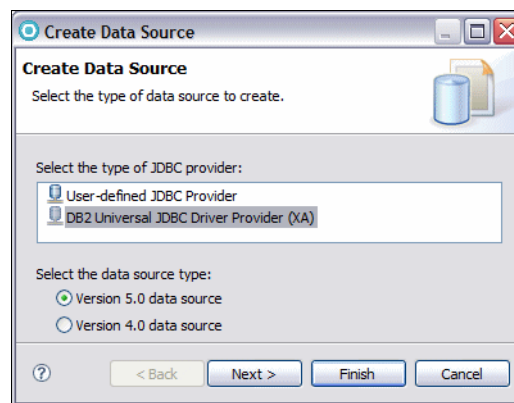 Create Data Source
Create Data Source
Select the type of data source to create.
Select the type of JDBC provider:
User-defined JDBC Provider
DB2 Universal JDBC Driver Provider (XA)
Select the data source type:
Version 5.0 data source
Version 4.0 data source
? < Back Next > Finish Cancel